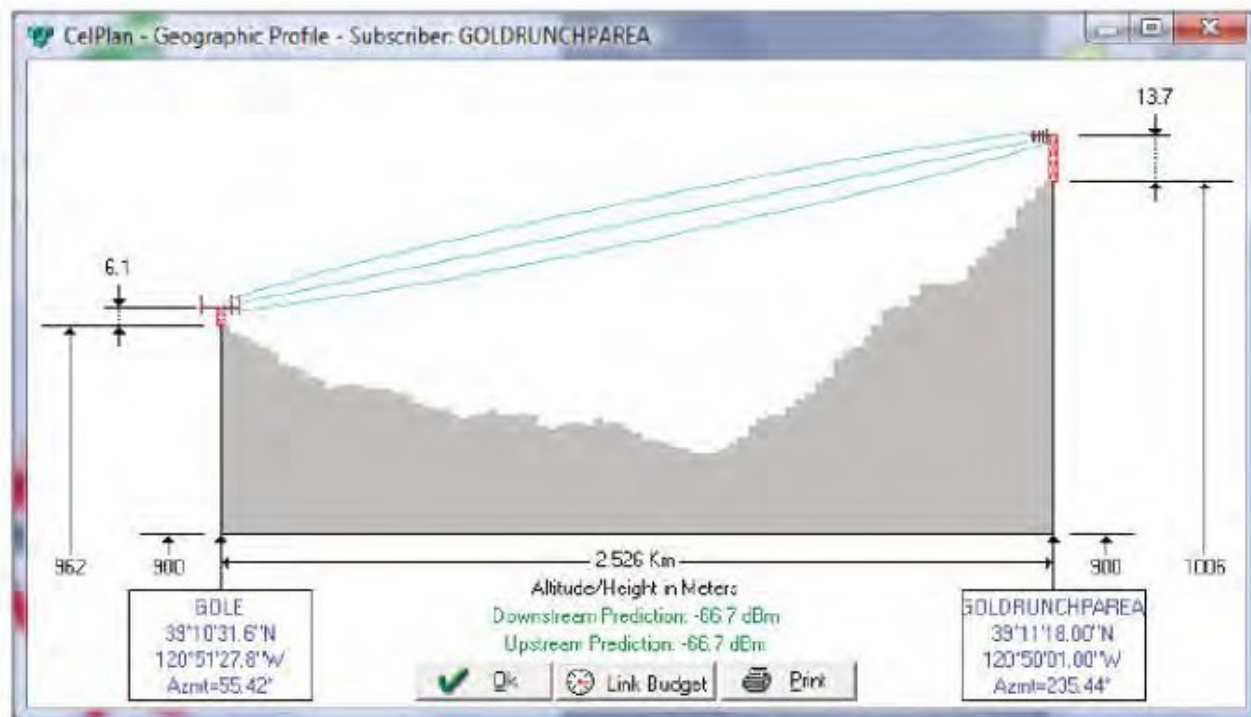 CelPlan - Geographic Profile - Subscriber: GOLDRUNCHPAREA
13.7
6.1
962
900
2.526 Km
900
1006
Altitude/Height in Meters
Downstream Prediction: -66.7 dBm
Upstream Prediction: -66.7 dBm
GOLE
39°10'31.6''N
120°51'27.8''W
Azmt=55.42°
GOLDRUNCHPAREA
39°11'18.00''N
120°50'01.00''W
Azmt=235.44°
Ok
Link Budget
Print